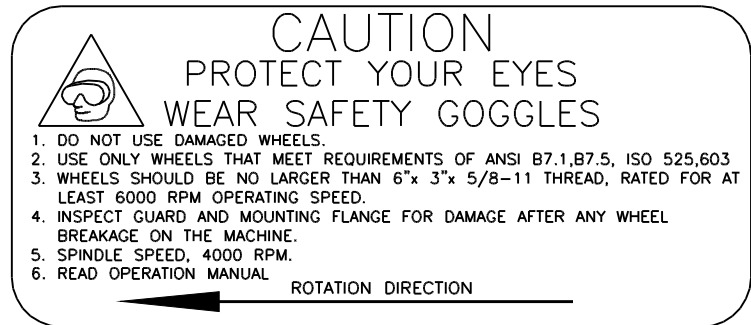 CAUTION
PROTECT YOUR EYES
WEAR SAFETY GOGGLES
1. DO NOT USE DAMAGED WHEELS.
2. USE ONLY WHEELS THAT MEET REQUIREMENTS OF ANSI B7.1,B7.5, ISO 525,603
3. WHEELS SHOULD BE NO LARGER THAN 6"x 3"x 5/8-11 THREAD, RATED FOR AT
LEAST 6000 RPM OPERATING SPEED.
4. INSPECT GUARD AND MOUNTING FLANGE FOR DAMAGE AFTER ANY WHEEL
BREAKAGE ON THE MACHINE.
5. SPINDLE SPEED, 4000 RPM.
6. READ OPERATION MANUAL
ROTATION DIRECTION